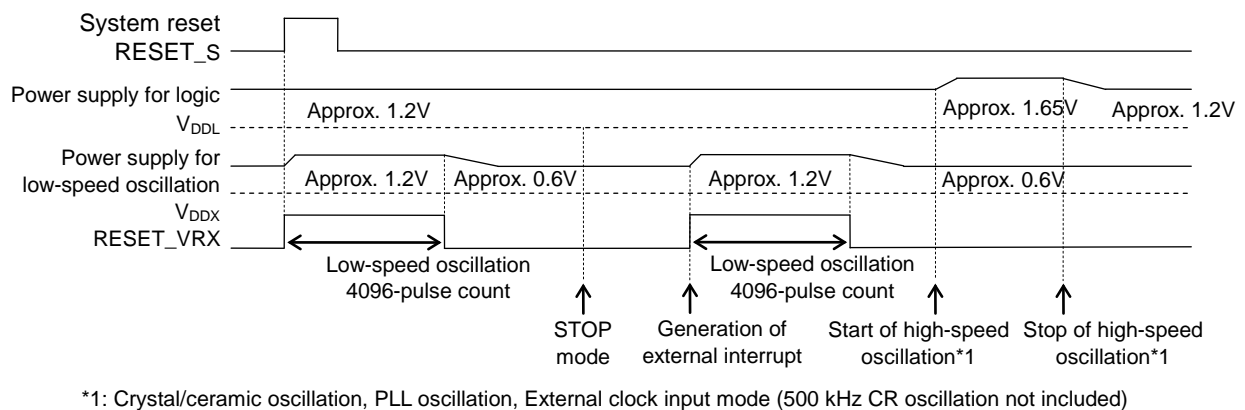 System reset
RESET_S
Power supply for logic
Approx. 1.2V
Approx. 1.65V
Approx. 1.2V
VDDL
Power supply for
low-speed oscillation
Approx. 1.2V
Approx. 0.6V
Approx. 1.2V
Approx. 0.6V
VDDX
RESET_VRX
Low-speed oscillation
4096-pulse count
Low-speed oscillation
4096-pulse count
STOP
mode
Generation of
external interrupt
Start of high-speed
oscillation*1
Stop of high-speed
oscillation*1
*1: Crystal/ceramic oscillation, PLL oscillation, External clock input mode (500 kHz CR oscillation not included)